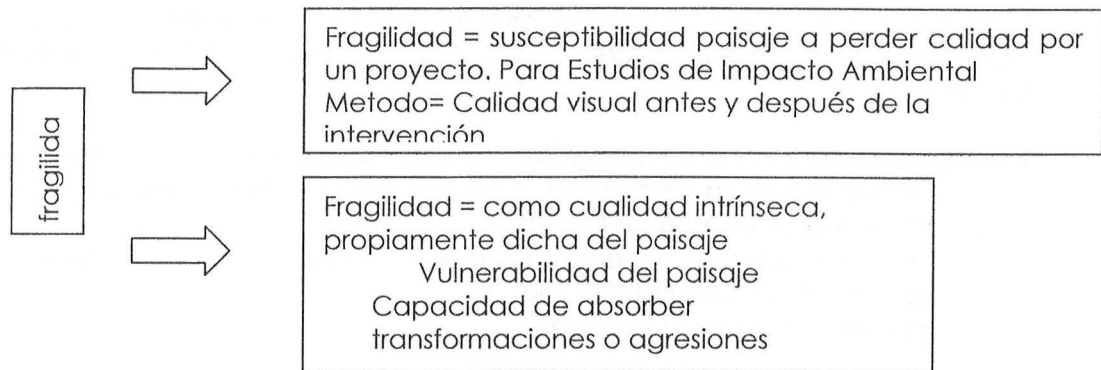 fragilida
Fragilidad = susceptibilidad paisaje a perder calidad por
un proyecto. Para Estudios de Impacto Ambiental
Metodo= Calidad visual antes y después de la
intervención
Fragilidad = como cualidad intrínseca,
propiamente dicha del paisaje
Vulnerabilidad del paisaje
Capacidad de absorber
transformaciones o agresiones